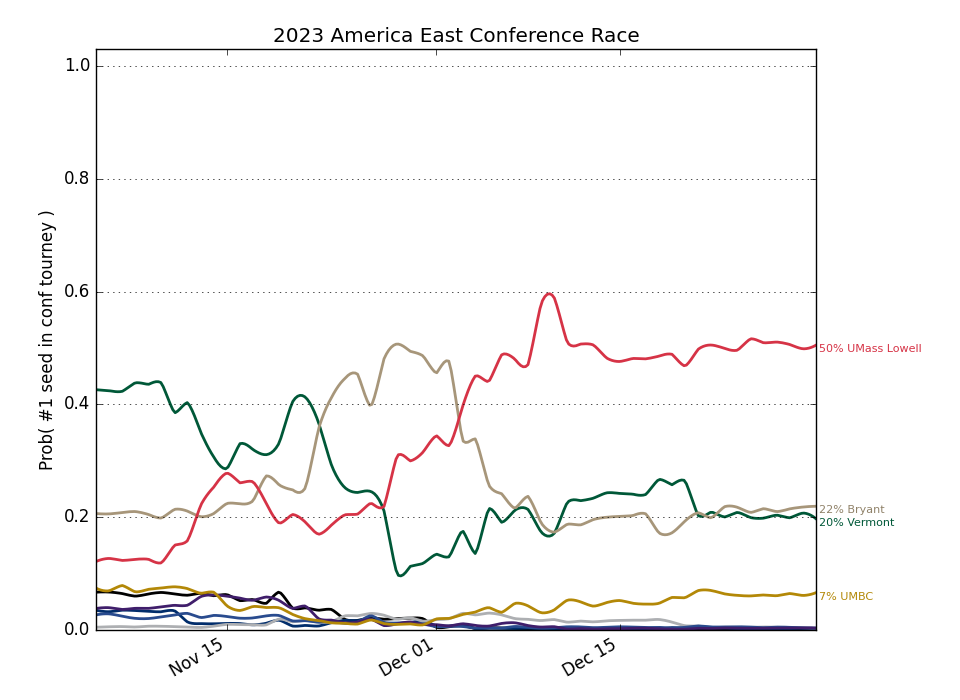 2023 America East Conference Race
Prob( #1 seed in conf tourney )
1.0
0.8
0.6
0.4
0.2
0.0
Nov 15
Dec 01
Dec 15
50% UMass Lowell
22% Bryant
20% Vermont
7% UMBC